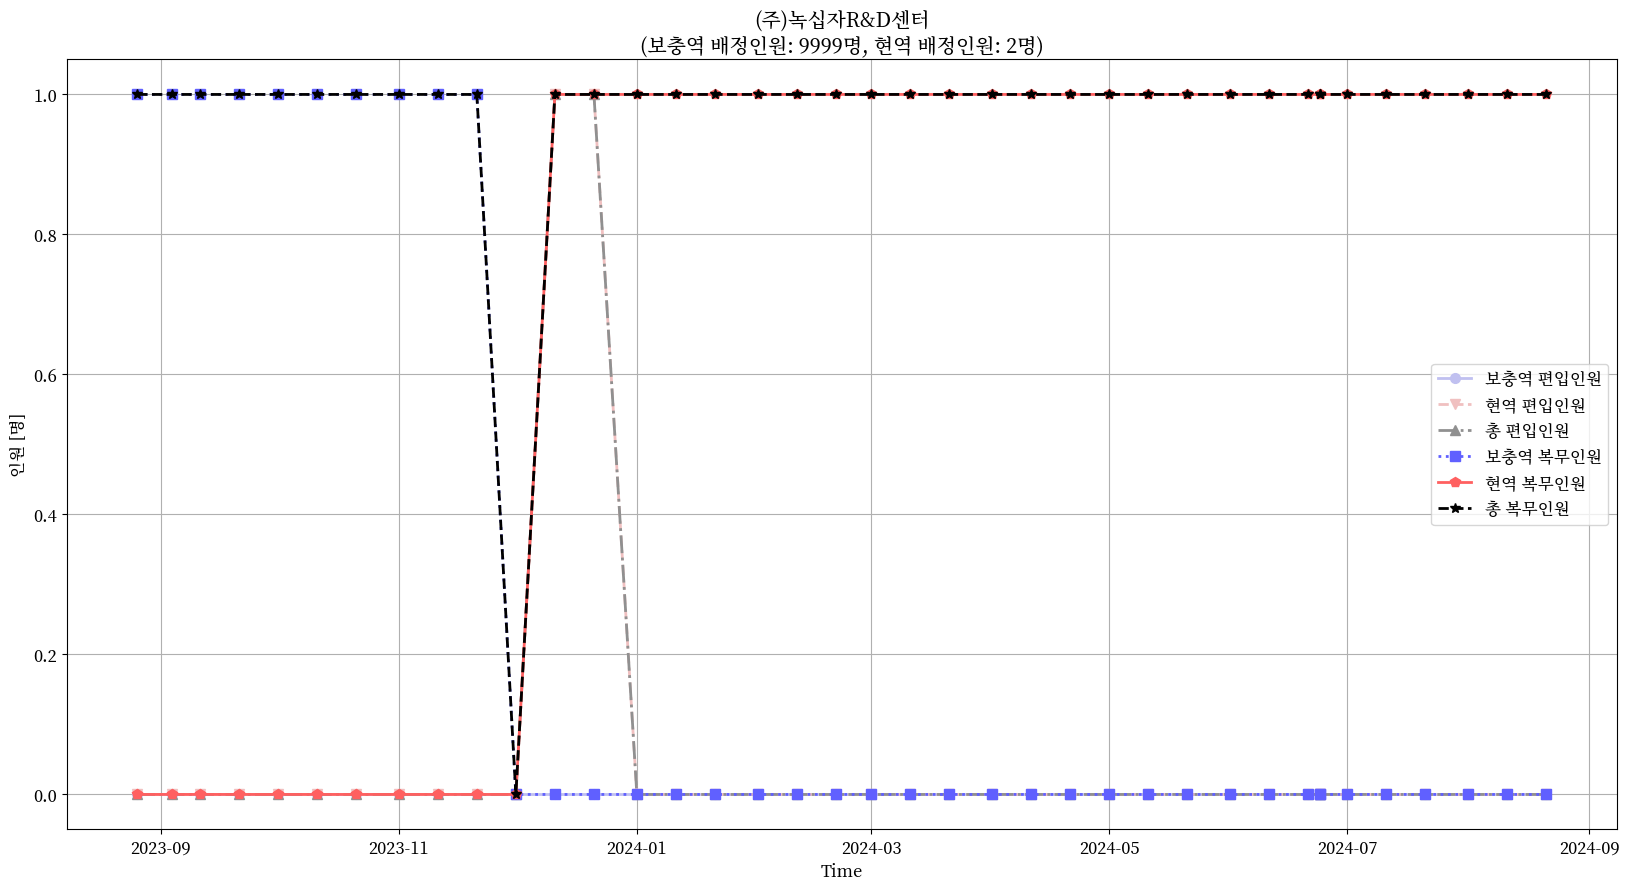 (주)녹십자R&D센터
(보충역 배정인원: 9999명, 현역 배정인원: 2명)
인원 [명]
1.0
0.8
0.6
0.4
0.2
0.0
보충역 편입인원
현역 편입인원
총 편입인원
보충역 복무인원
현역 복무인원
총 복무인원
2023-09
2023-11
2024-01
2024-03
2024-05
2024-07
2024-09
Time